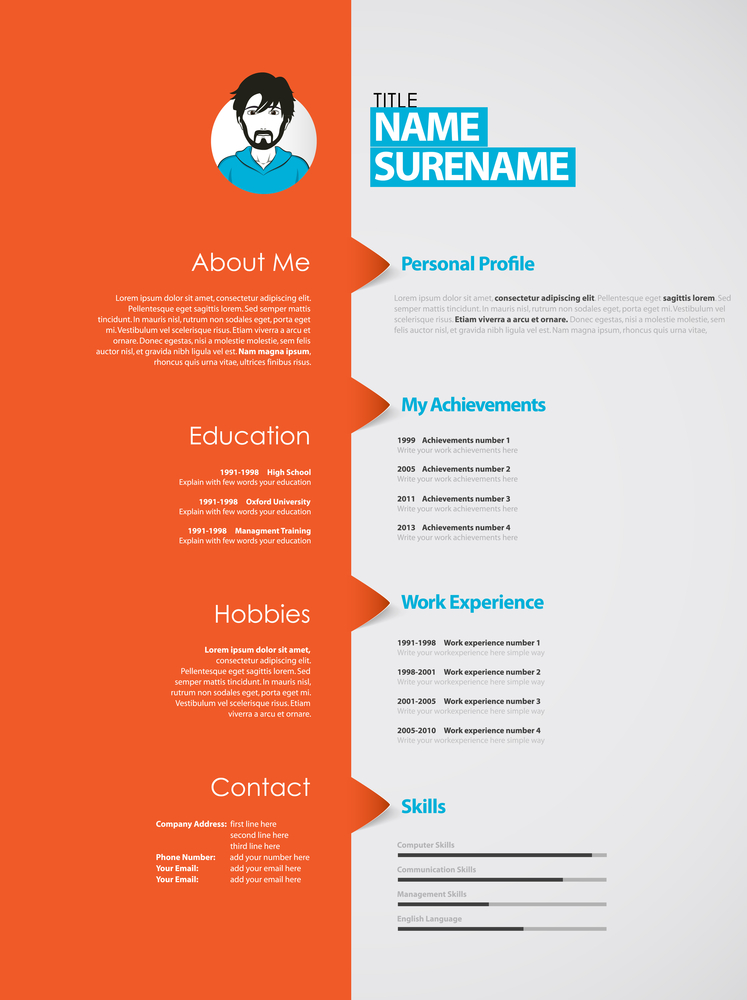 TITLE
NAME
SURENAME
About Me
Lorem ipsum dolor sit amet, consectetur adipiscing elit.
Pellentesque eget sagittis lorem. Sed semper mattis
tincidunt. In mauris nisl, rutrum non sodales eget, porta eget
mi. Vestibulum vel scelerisque risus. Etiam viverra a arcu et
ornare. Donec egestas, nisi a molestie molestie, sem est
auctor nisl, et gravida nibh ligula vel elit. Nam magna ipsum,
rhoncus quis urna vitae, ultrices finibus risus.
Education
1991-1998 High School
Explain with few words your education
1991-1998 Oxford University
Explain with few words your education
1991-1998 Managment Training
Explain with few words your education
Hobbies
Lorem ipsum dolor sit amet,
consectetur adipiscing elit.
Pellentesque eget sagittis lorem. Sed
semper mattis tincidunt. In mauris nisl,
rutrum non sodales eget, porta eget mi.
Vestibulum vel scelerisque risus. Etiam
viverra a arcu et ornare.
Contact
Company Address: first line here
second line here
third line here
Phone Number: add your number here
Your Email: add your email here
Your Email: add your email here
Personal Profile
Lorem ipsum dolor sit amet, consectetur adipiscing elit. Pellentesque eget sagittis lorem. Sed
semper mattis tincidunt. In mauris nisl, rutrum non sodales eget, porta eget mi. Vestibulum vel
scelerisque risus. Etiam viverra a arcu et ornare. Donec egestas, nisi a molestie molestie, sem
est auctor nisl, et gravida nibh ligula vel elit. Nam magna ipsum, rhoncus quis urna vitae,
My Achievements
1999 Achievements number 1
Write your work achievements here
2005 Achievements number 2
Write your work achievements here
2011 Achievements number 3
Write your work achievements here
2013 Achievements number 4
Write your work achievements here
Work Experience
1991-1998 Work experience number 1
Write your workexperience here simple way
1998-2001 Work experience number 2
Write your workexperience here simple way
2001-2005 Work experience number 3
Write your workexperience here simple way
2005-2010 Work experience number 4
Write your workexperience here simple way
Skills
Computer Skills
Communication Skills
Management Skills
English Language